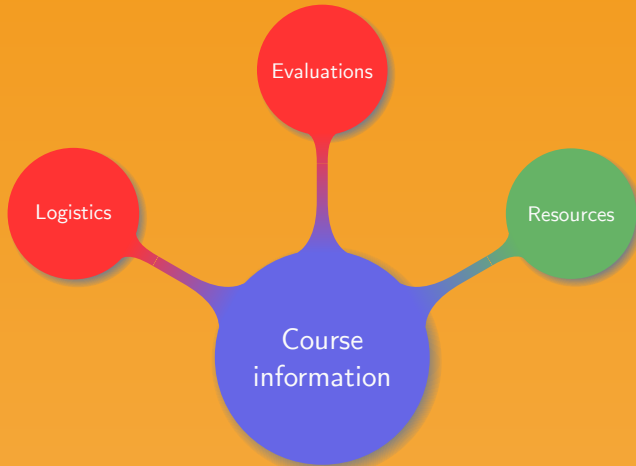 Evaluations
Logistics
Resources
Course
information